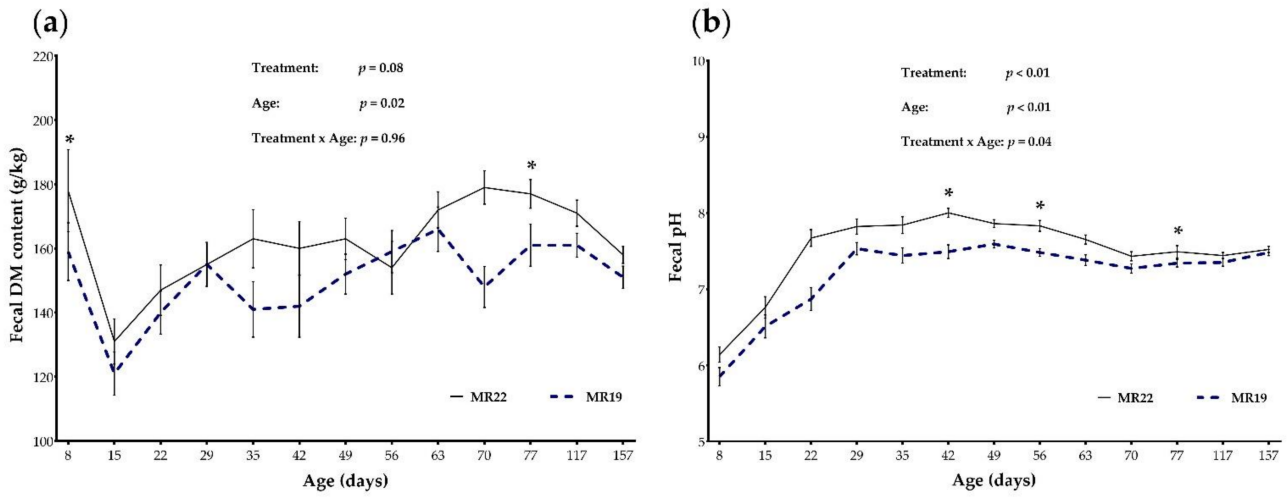 (a)
220
200
180
160
140
120
100
Fecal DM content (g/kg)
Treatment: p = 0.08
Age: p = 0.02
Treatment x Age: p = 0.96
*
*
MR22 MR19
8 15 22 29 35 42 49 56 63 70 77 117 157
Age (days)
(b)
10
9
8
7
6
5
Fecal pH
Treatment: p < 0.01
Age: p < 0.01
Treatment x Age: p = 0.04
*
*
*
MR22 MR19
8 15 22 29 35 42 49 56 63 70 77 117 157
Age (days)